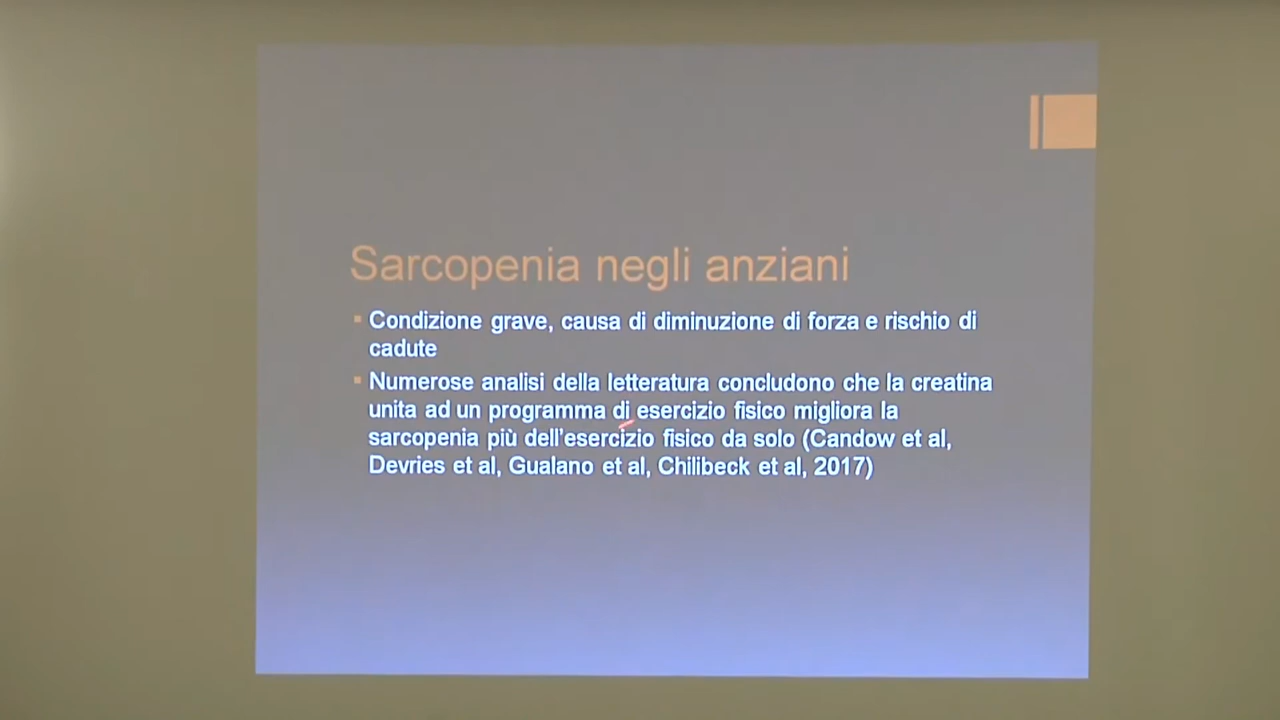 Sarcopenia negli anziani
Condizione grave, causa di diminuzione di forza e rischio di
cadute
Numerose analisi della letteratura concludono che la creatina
unita ad un programma di esercizio fisico migliora la
sarcopenia più dell'esercizio fisico da solo (Candow et al,
Devries et al, Gualano et al, Chilibeck et al, 2017)